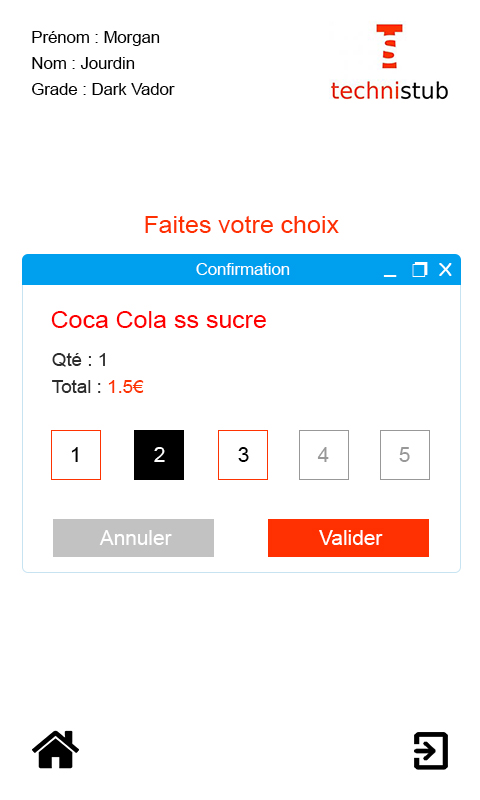 Prénom : Morgan
Nom : Jourdin
Grade : Dark Vador
TS
technistub
Faites votre choix
Confirmation
Coca Cola ss sucre
Qté : 1
Total : 1.5€
1 2 3 4 5
Annuler Valider